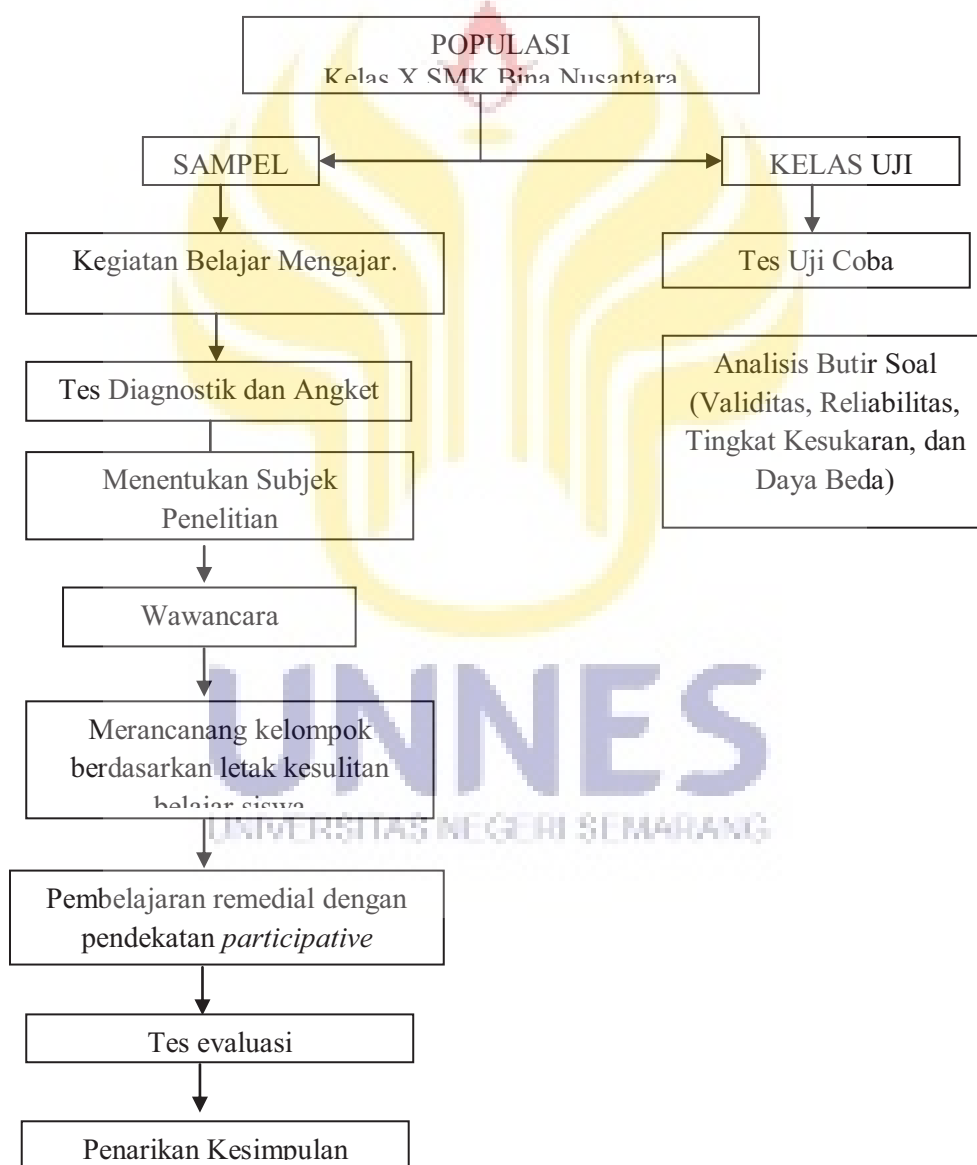 POPULASI
Kelas X SMK Bina Nusantara
SAMPEL
KELAS UJI
Kegiatan Belajar Mengajar.
Tes Uji Coba
Tes Diagnostik dan Angket
Analisis Butir Soal
(Validitas, Reliabilitas,
Tingkat Kesukaran, dan
Daya Beda)
Menentukan Subjek
Penelitian
Wawancara
Merancanang kelompok
berdasarkan letak kesulitan
belajar siswa
UNNES
UNIVERSITAS NEGERI SEMARANG
Pembelajaran remedial dengan
pendekatan participative
Tes evaluasi
Penarikan Kesimpulan